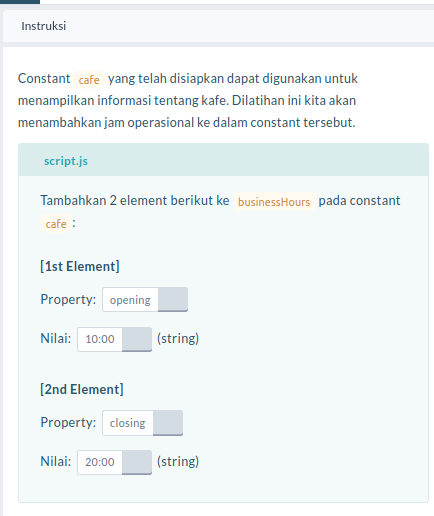 Instruksi
Constant cafe yang telah disiapkan dapat digunakan untuk
menampilkan informasi tentang kafe. Dilatihan ini kita akan
menambahkan jam operasional ke dalam constant tersebut.
script.js
Tambahkan 2 element berikut ke businessHours pada constant
cafe :
[1st Element]
Property: opening
Nilai: 10:00 (string)
[2nd Element]
Property: closing
Nilai: 20:00 (string)